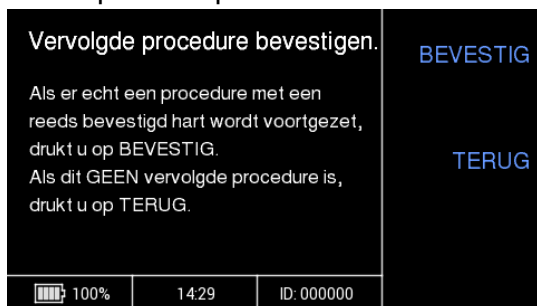 Vervolgde procedure bevestigen.
BEVESTIG
Als er echt een procedure met een
reeds bevestigd hart wordt voortgezet,
drukt u op BEVESTIG.
Als dit GEEN vervolgde procedure is,
drukt u op TERUG.
TERUG
100%
14:29
ID: 000000